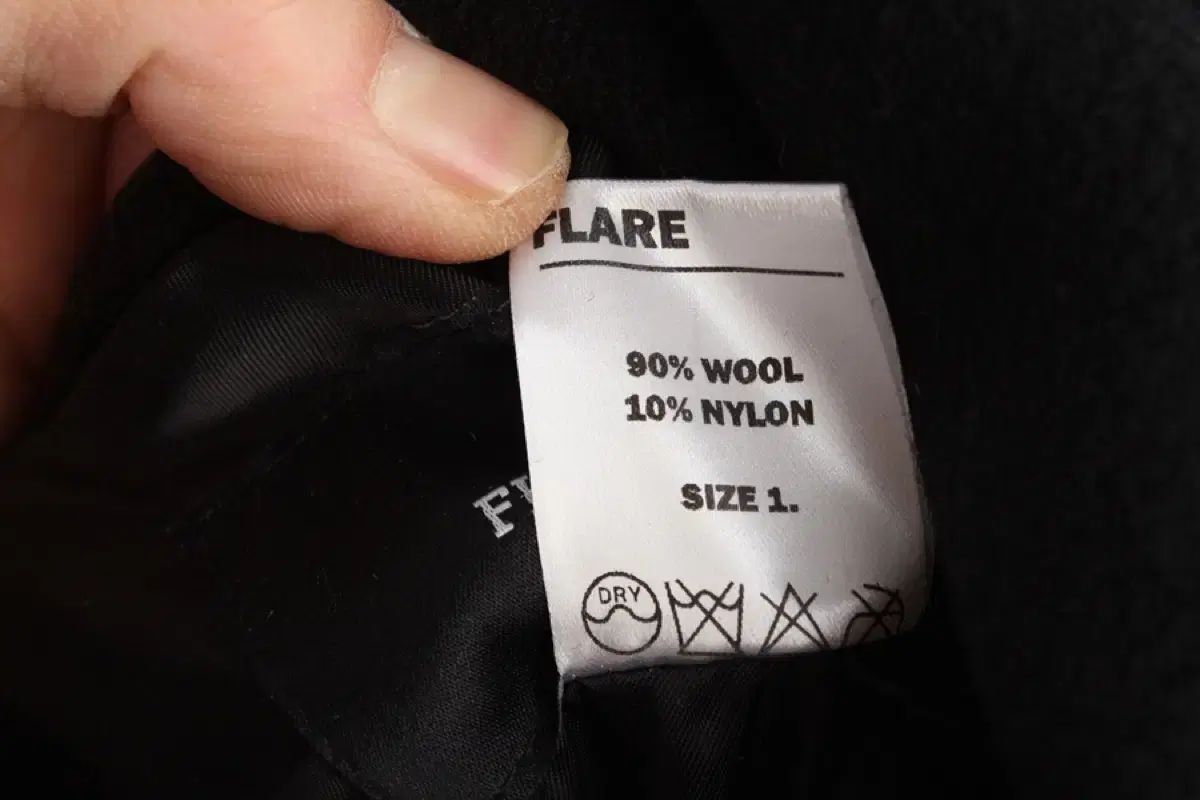 FLARE
90% WOOL
10% NYLON
SIZE 1.
DRY